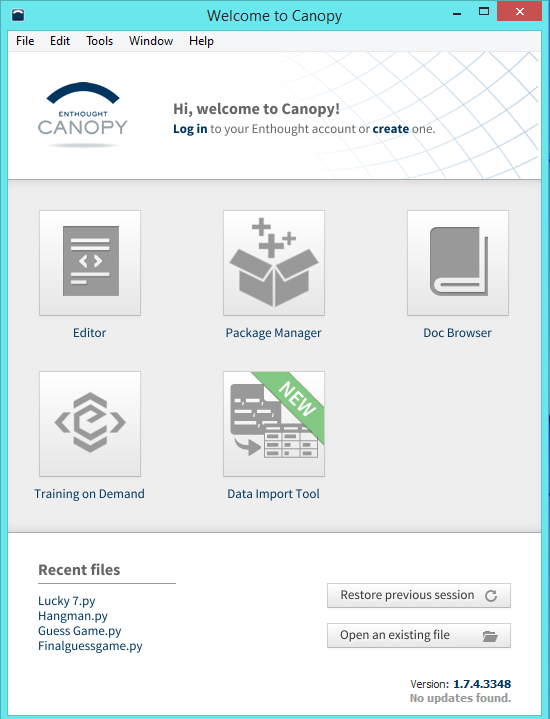 Welcome to Canopy
File Edit Tools Window Help
ENTHOUGHT
CANOPY
Hi, welcome to Canopy!
Log in to your Enthought account or create one.
Editor
Package Manager
Doc Browser
Training on Demand
NEW
Data Import Tool
Recent files
Lucky 7.py
Hangman.py
Guess Game.py
Finalguessgame.py
Restore previous session
Open an existing file
Version: 1.7.4.3348
No updates found.